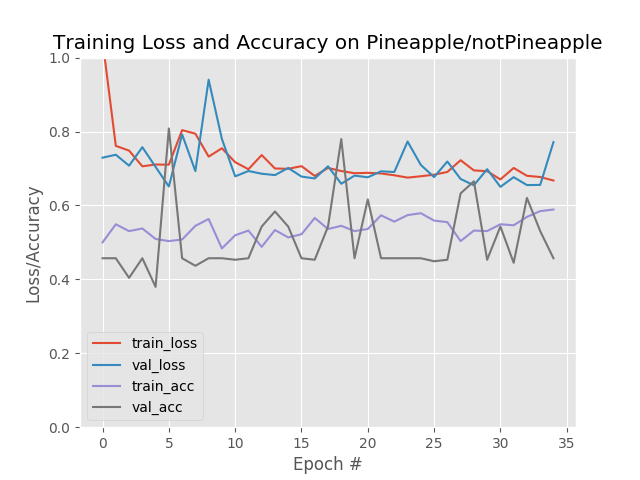 Training Loss and Accuracy on Pineapple/notPineapple
1.0
0.8
0.6
0.4
0.2
0.0
Loss/Accuracy
train_loss
val_loss
train_acc
val_acc
0 5 10 15 20 25 30 35
Epoch #